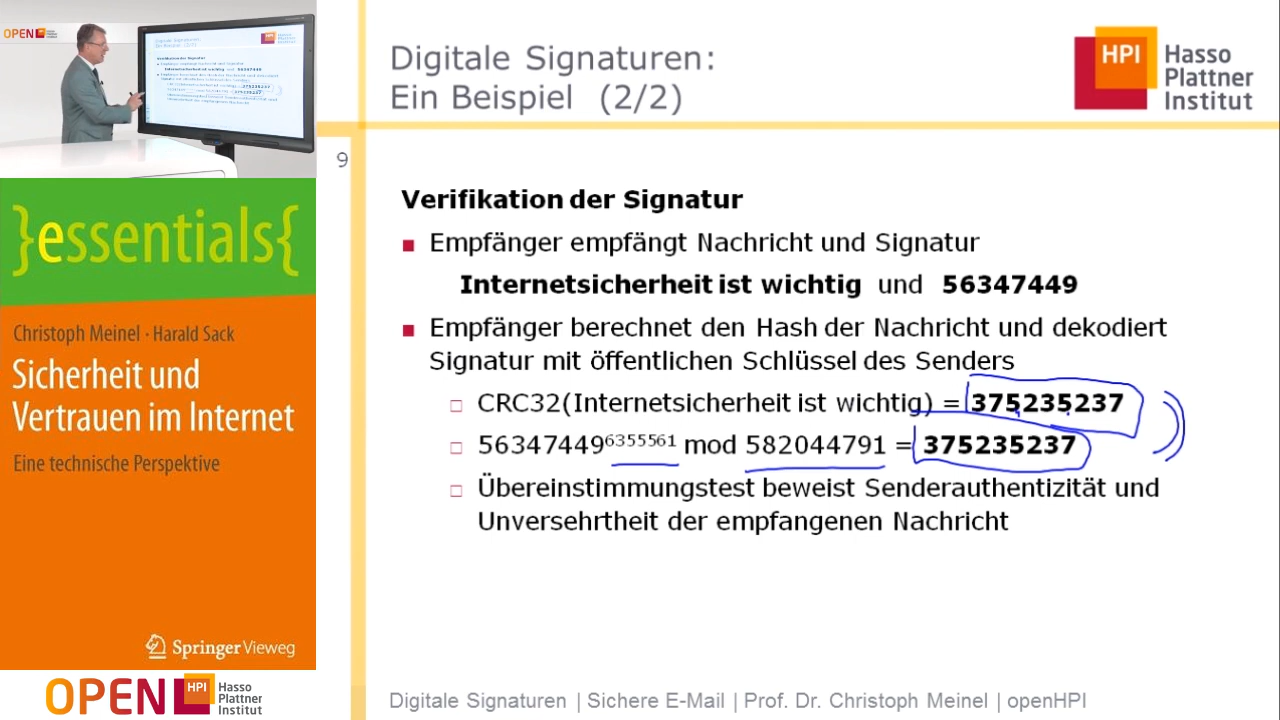 OPEN HPI
Digitale Signaturen:
Ein Beispiel (2/2)
HPI
Hasso
Plattner
Institut
9
Verifikation der Signatur
Empfänger empfängt Nachricht und Signatur
Internetsicherheit ist wichtig und 56347449
Empfänger berechnet den Hash der Nachricht und dekodiert
Signatur mit öffentlichen Schlüssel des Senders
CRC32(Internetsicherheit ist wichtig) = 375235237
56347449^6355561 mod 582044791 = 375235237
Übereinstimmungstest beweist Senderauthentizität und
Unversehrtheit der empfangenen Nachricht
}essentials{
Christoph Meinel · Harald Sack
Sicherheit und
Vertrauen im Internet
Eine technische Perspektive
Springer Vieweg
OPEN HPI
Hasso
Plattner
Institut
Digitale Signaturen | Sichere E-Mail | Prof. Dr. Christoph Meinel | openHPI